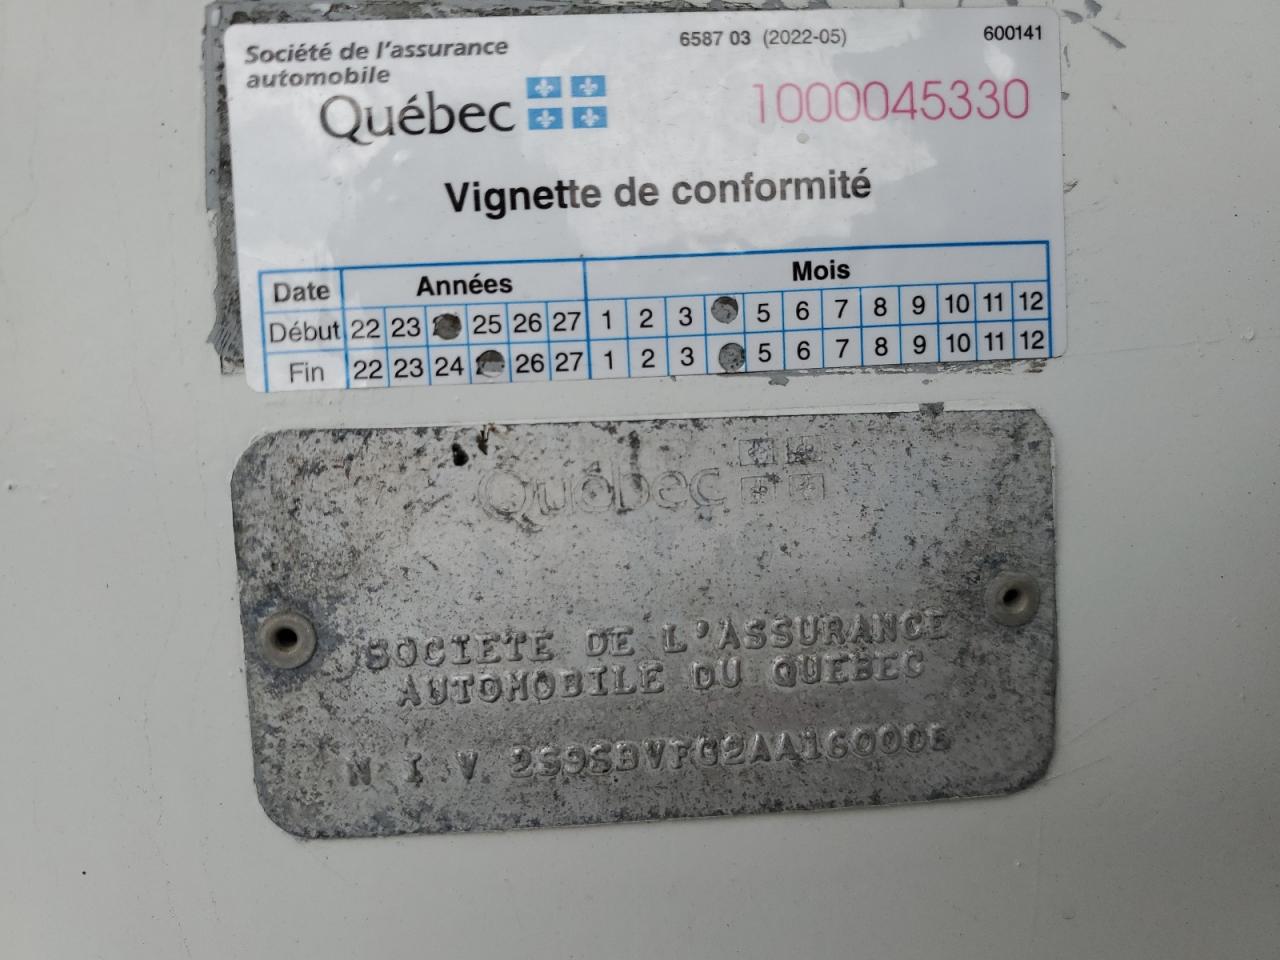 Société de l'assurance
automobile
Québec
6587 03 (2022-05)
600141
1000045330
Vignette de conformité
Date Années Mois
Début 22 23 25 26 27 1 2 3 5 6 7 8 9 10 11 12
Fin 22 23 24 26 27 1 2 3 5 6 7 8 9 10 11 12
Québec
SOCIETE DE L'ASSURANCE
AUTOMOBILE DU QUEBEC
N I V